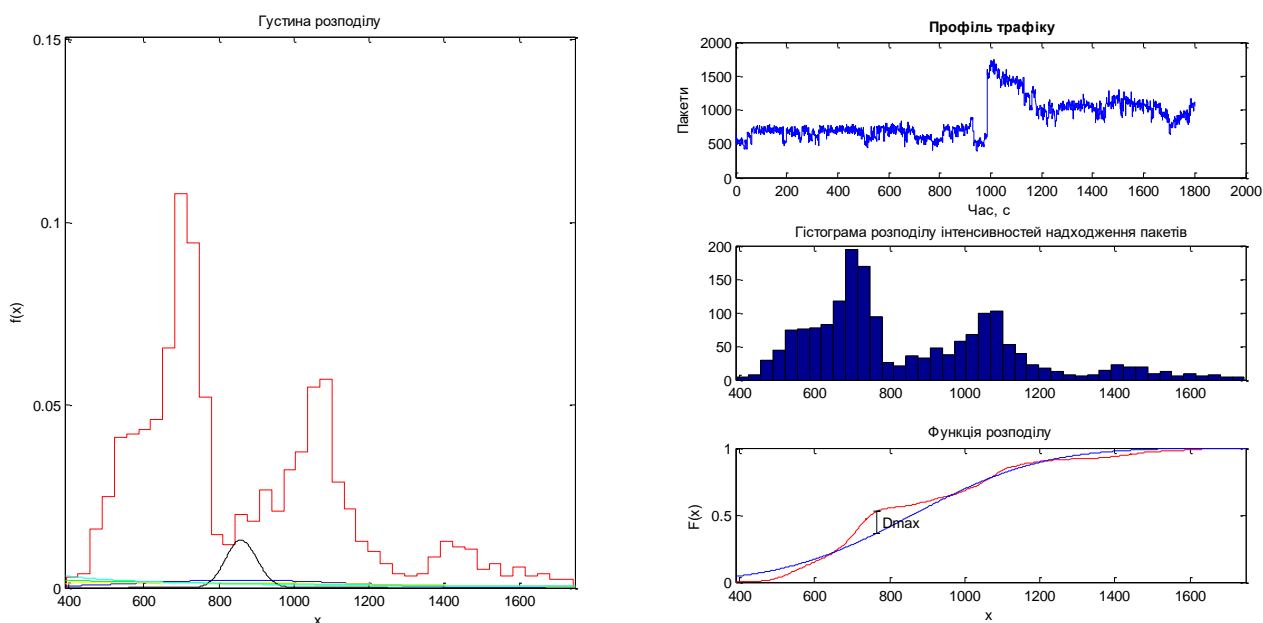 Густина розподілу
0.15
0.1
0.05
0
f(x)
400 600 800 1000 1200 1400 1600
x
Профіль трафіку
2000
1500
1000
500
0
Пакети
0 200 400 600 800 1000 1200 1400 1600 1800 2000
Час, с
Гістограма розподілу інтенсивностей надходження пакетів
200
150
100
50
0
400 600 800 1000 1200 1400 1600
Функція розподілу
1
0.5
0
F(x)
Dmax
400 600 800 1000 1200 1400 1600
x